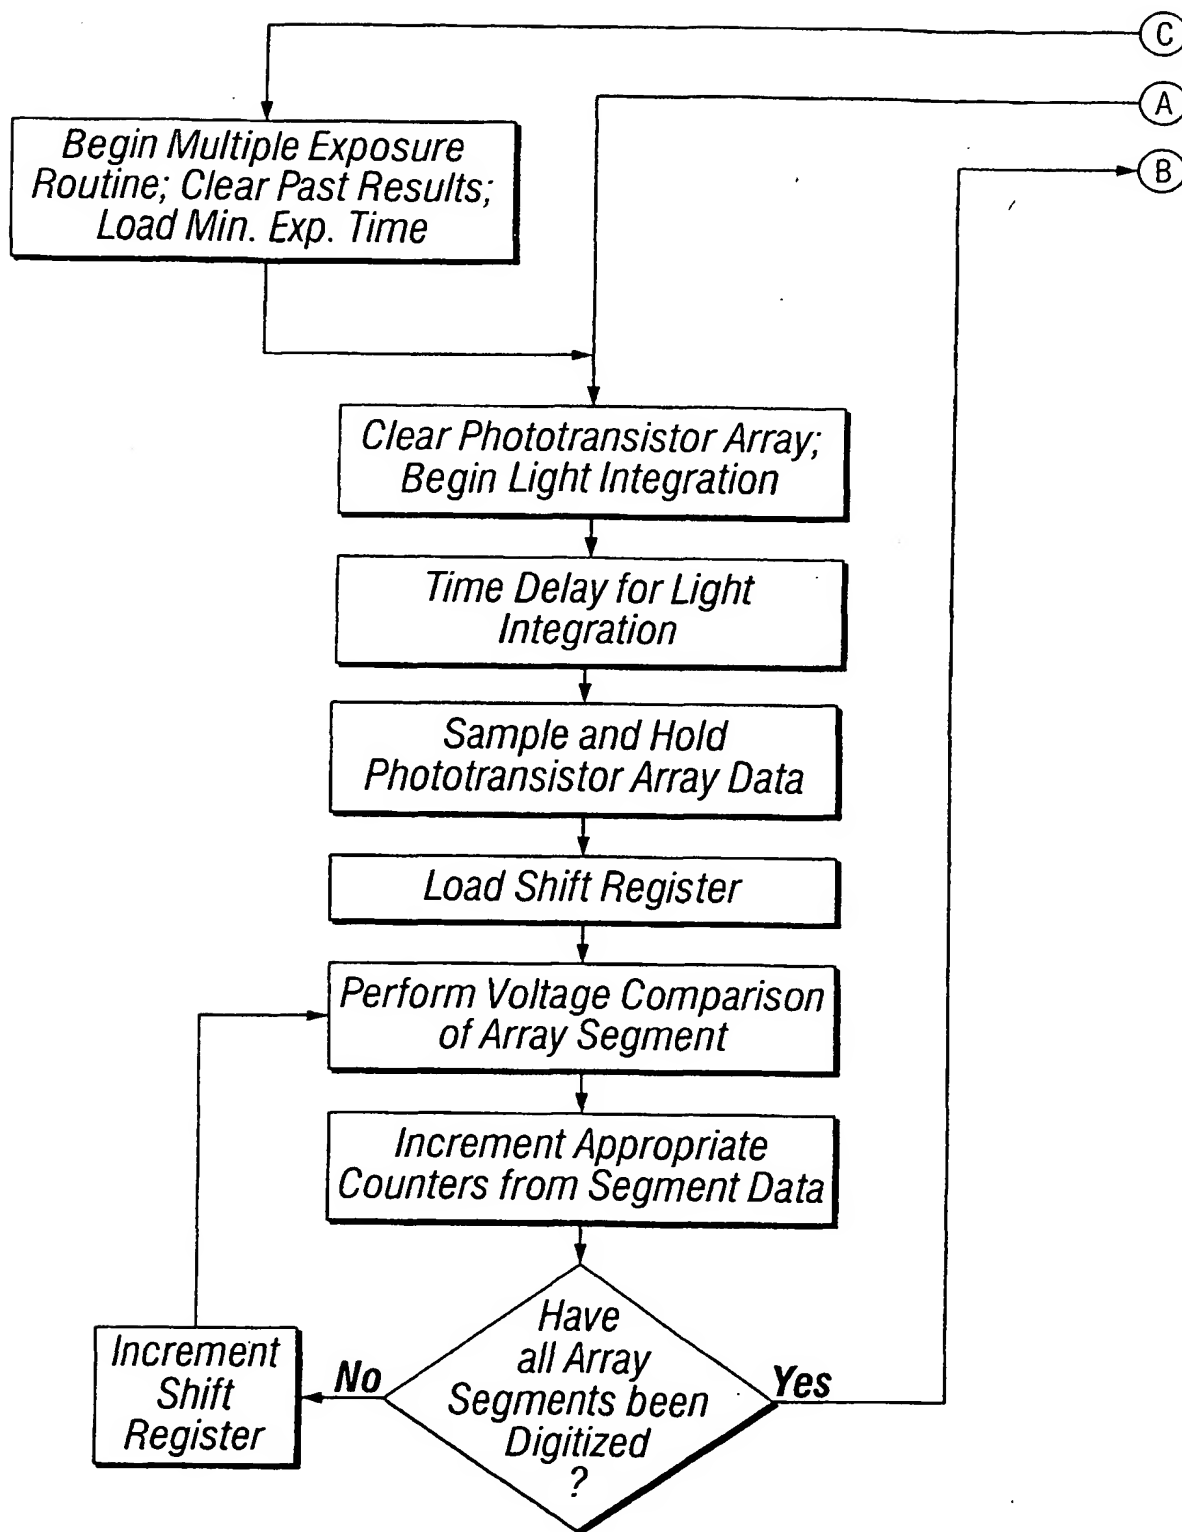 C
A
B
Begin Multiple Exposure
Routine; Clear Past Results;
Load Min. Exp. Time
Clear Phototransistor Array;
Begin Light Integration
Time Delay for Light
Integration
Sample and Hold
Phototransistor Array Data
Load Shift Register
Perform Voltage Comparison
of Array Segment
Increment Appropriate
Counters from Segment Data
Have
all Array
Segments been
Digitized
?
No
Yes
Increment
Shift
Register